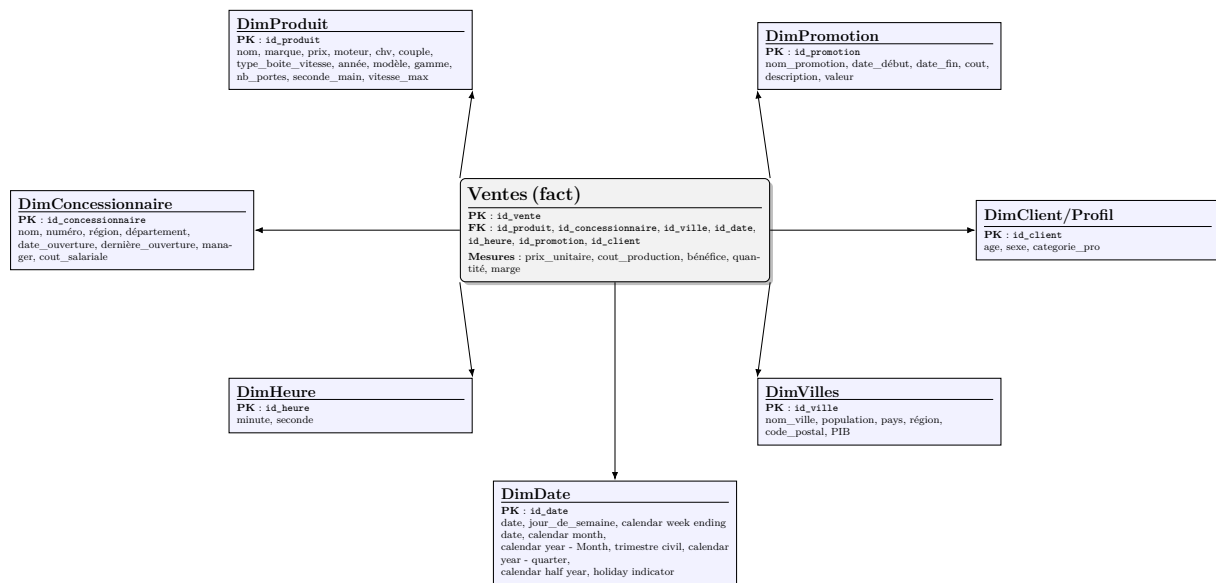 DimProduit
PK : id_produit
nom, marque, prix, moteur, chv, couple,
type_boite_vitesse, année, modèle, gamme,
nb_portes, seconde_main, vitesse_max
DimPromotion
PK : id_promotion
nom_promotion, date_début, date_fin, cout,
description, valeur
DimConcessionnaire
PK : id_concessionnaire
nom, numéro, région, département,
date_ouverture, dernière_ouverture, mana-
ger, cout_salariale
Ventes (fact)
PK : id_vente
FK : id_produit, id_concessionnaire, id_ville, id_date,
id_heure, id_promotion, id_client
Mesures : prix_unitaire, cout_production, bénéfice, quan-
tité, marge
DimClient/Profil
PK : id_client
age, sexe, categorie_pro
DimHeure
PK : id_heure
minute, seconde
DimVilles
PK : id_ville
nom_ville, population, pays, région,
code_postal, PIB
DimDate
PK : id_date
date, jour_de_semaine, calendar week ending
date, calendar month,
calendar year - Month, trimestre civil, calendar
year - quarter,
calendar half year, holiday indicator